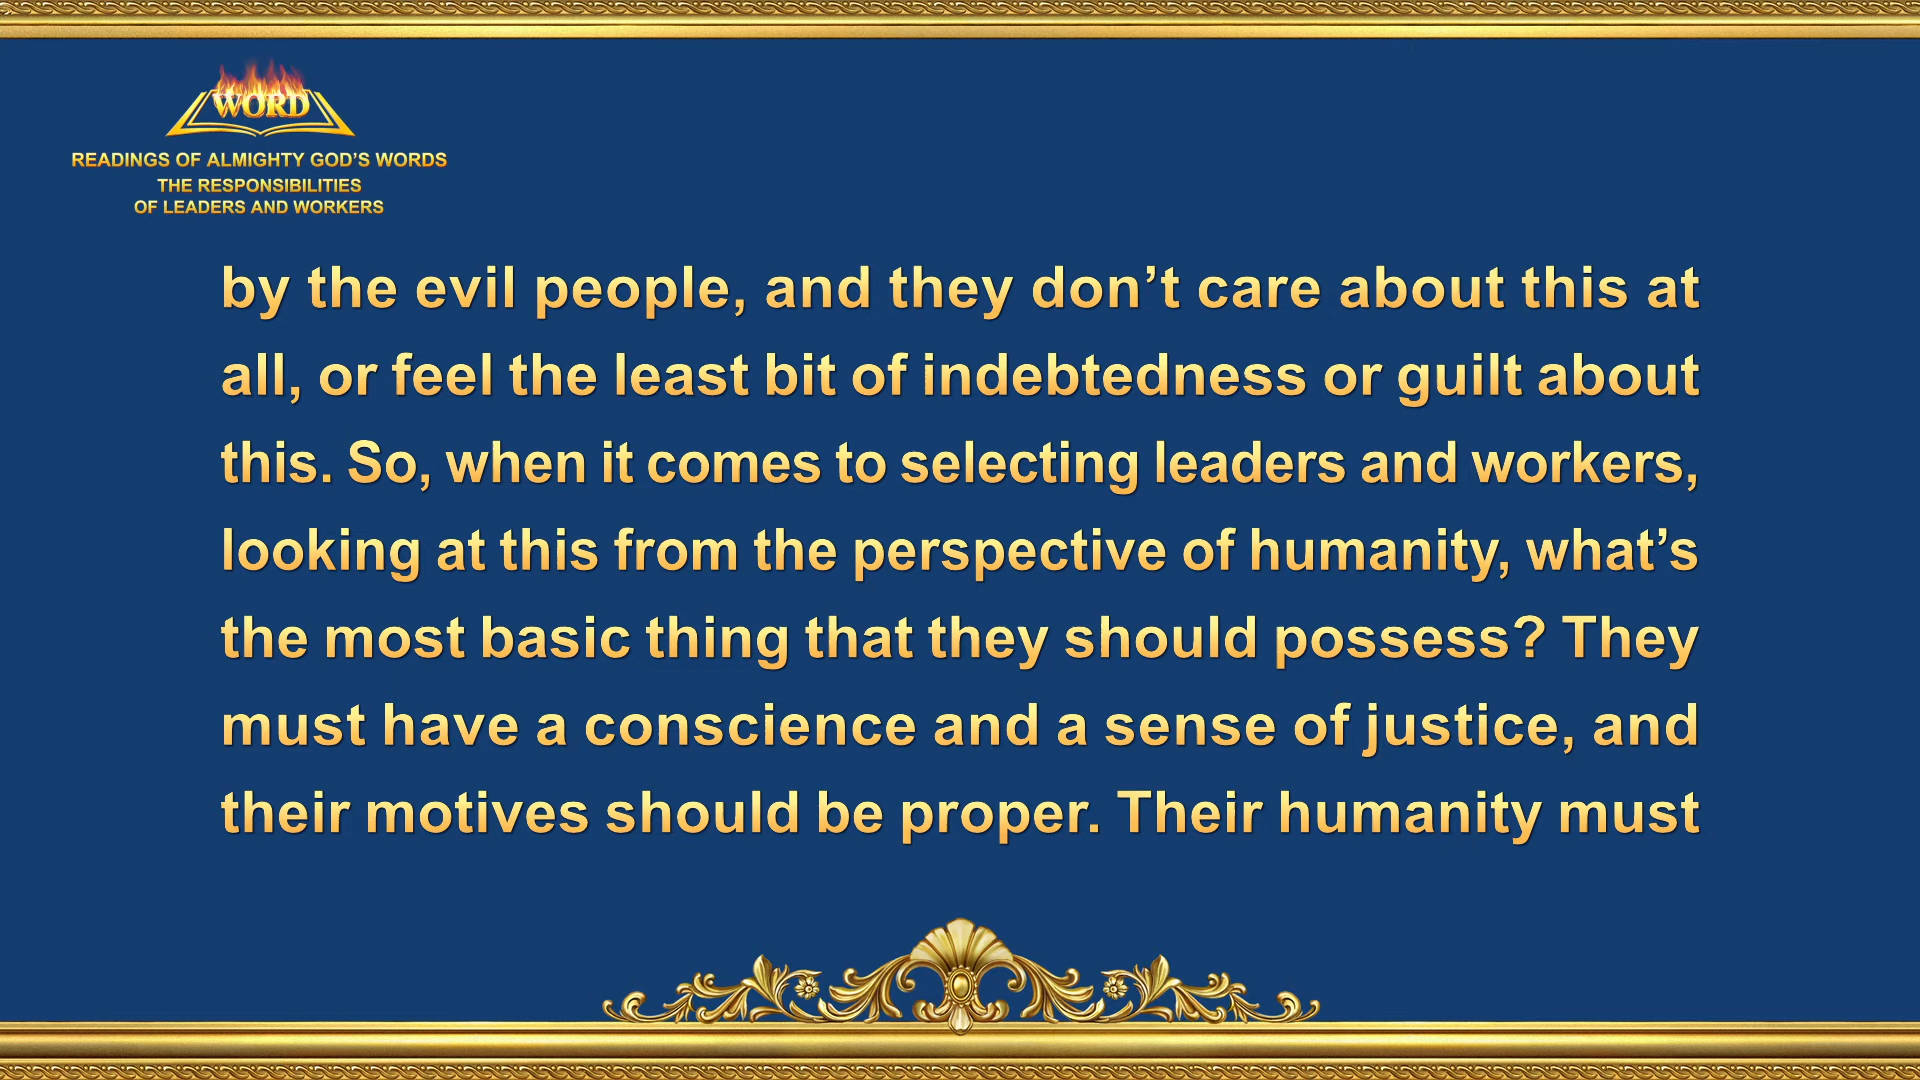 WORD
READINGS OF ALMIGHTY GOD’S WORDS
THE RESPONSIBILITIES
OF LEADERS AND WORKERS
by the evil people, and they don’t care about this at
all, or feel the least bit of indebtedness or guilt about
this. So, when it comes to selecting leaders and workers,
looking at this from the perspective of humanity, what’s
the most basic thing that they should possess? They
must have a conscience and a sense of justice, and
their motives should be proper. Their humanity must